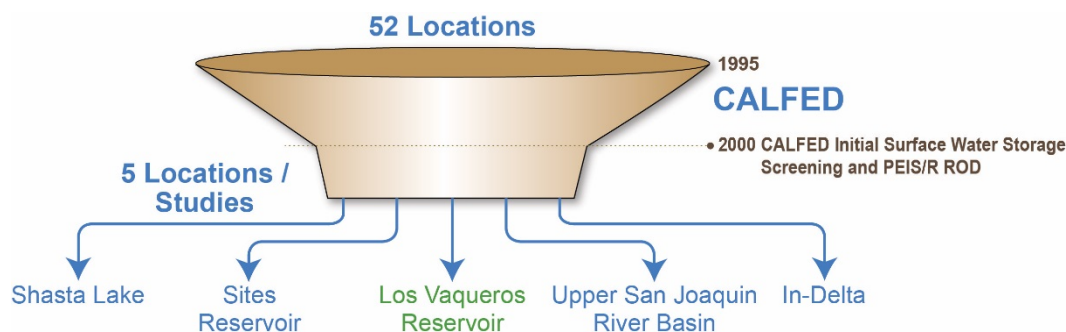 52 Locations
1995
CALFED
• 2000 CALFED Initial Surface Water Storage
Screening and PEIS/R ROD
5 Locations /
Studies
Shasta Lake
Sites
Reservoir
Los Vaqueros
Reservoir
Upper San Joaquin
River Basin
In-Delta